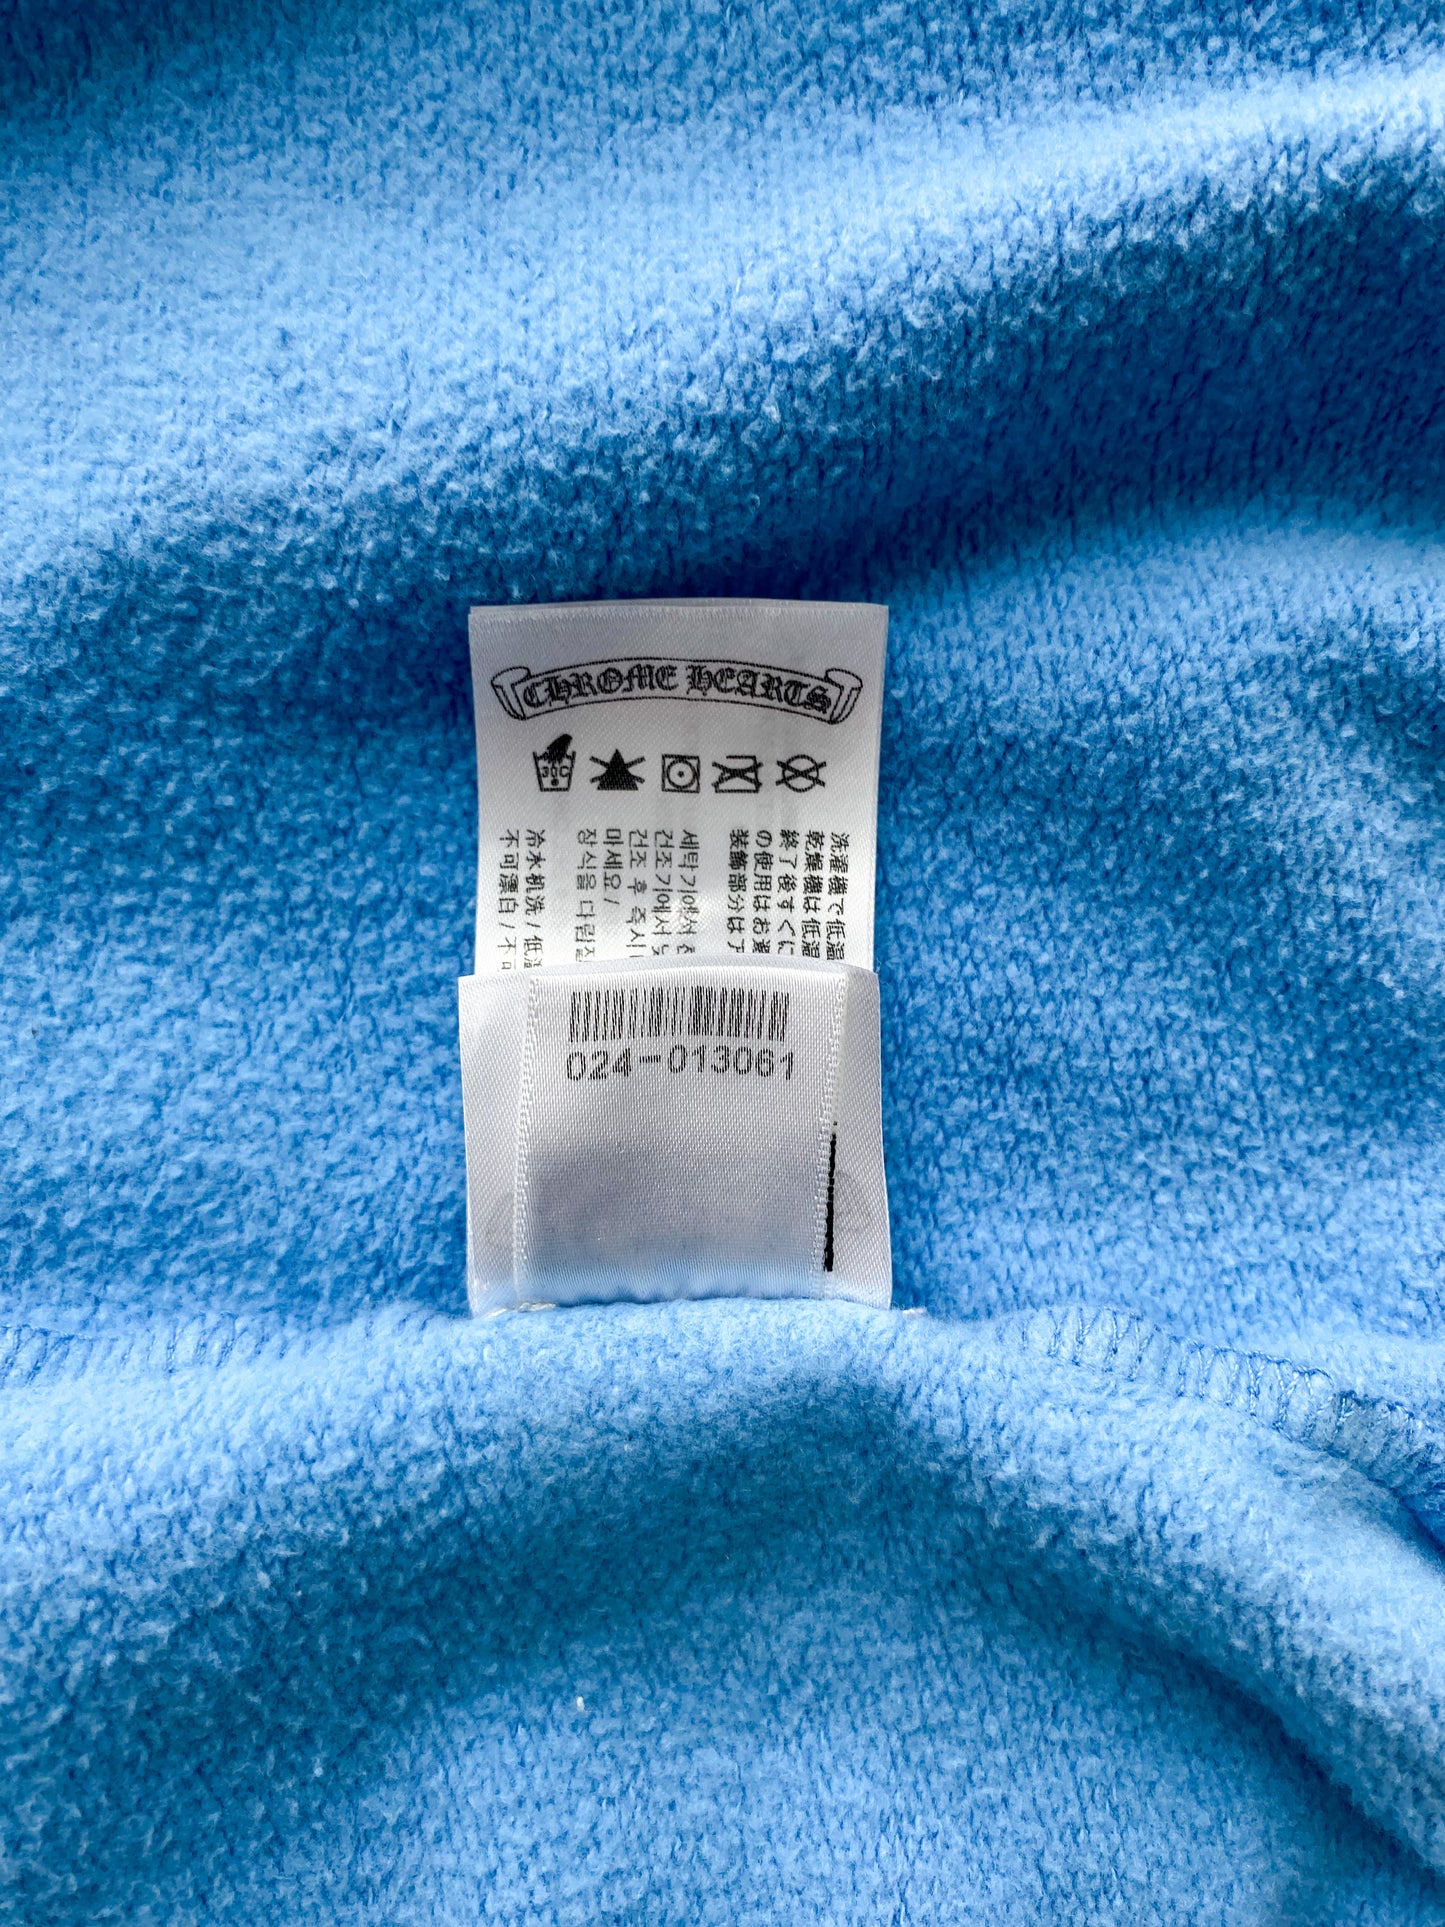 CHROME HEARTS
30C
洗濯機で低温
乾燥機は低温
終了後すぐに
の使用はお避
装飾部分は
세탁기에서
건조기에서
건조 후 즉시
마세요/
장식을 다림질
冷水机洗 / 低温
不可漂白 / 不可
024-013061